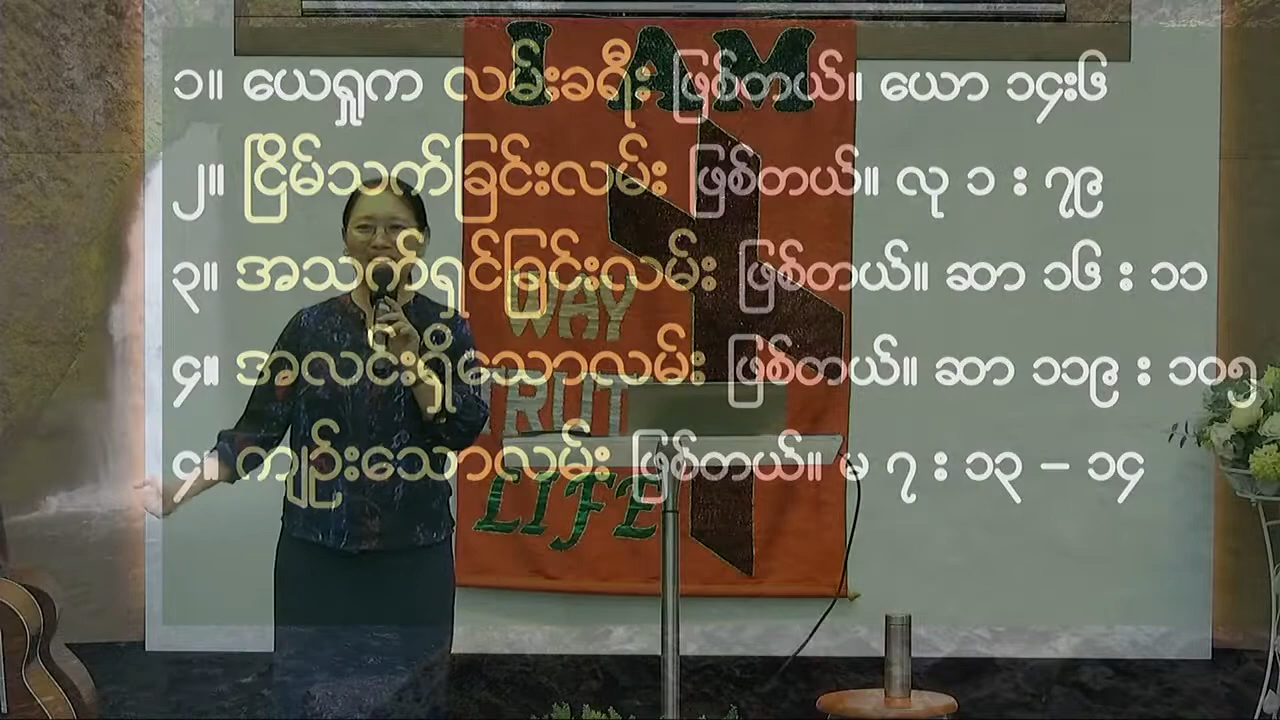 I AM
၁။ ယေရှုက လမ်းခရီး ဖြစ်တယ်။ ယော ၁၄း၆
၂။ ငြိမ်သက်ခြင်းလမ်း ဖြစ်တယ်။ လု ၁ : ၇၉
၃။ အသက်ရှင်ခြင်းလမ်း ဖြစ်တယ်။ ဆာ ၁၆ : ၁၁
WAY
၄။ အလင်းရှိသောလမ်း ဖြစ်တယ်။ ဆာ ၁၁၉ : ၁၀၅
TRUT
၄။ ကျဉ်းသောလမ်း ဖြစ်တယ်။ မ ၇ : ၁၃ – ၁၄
LIFE